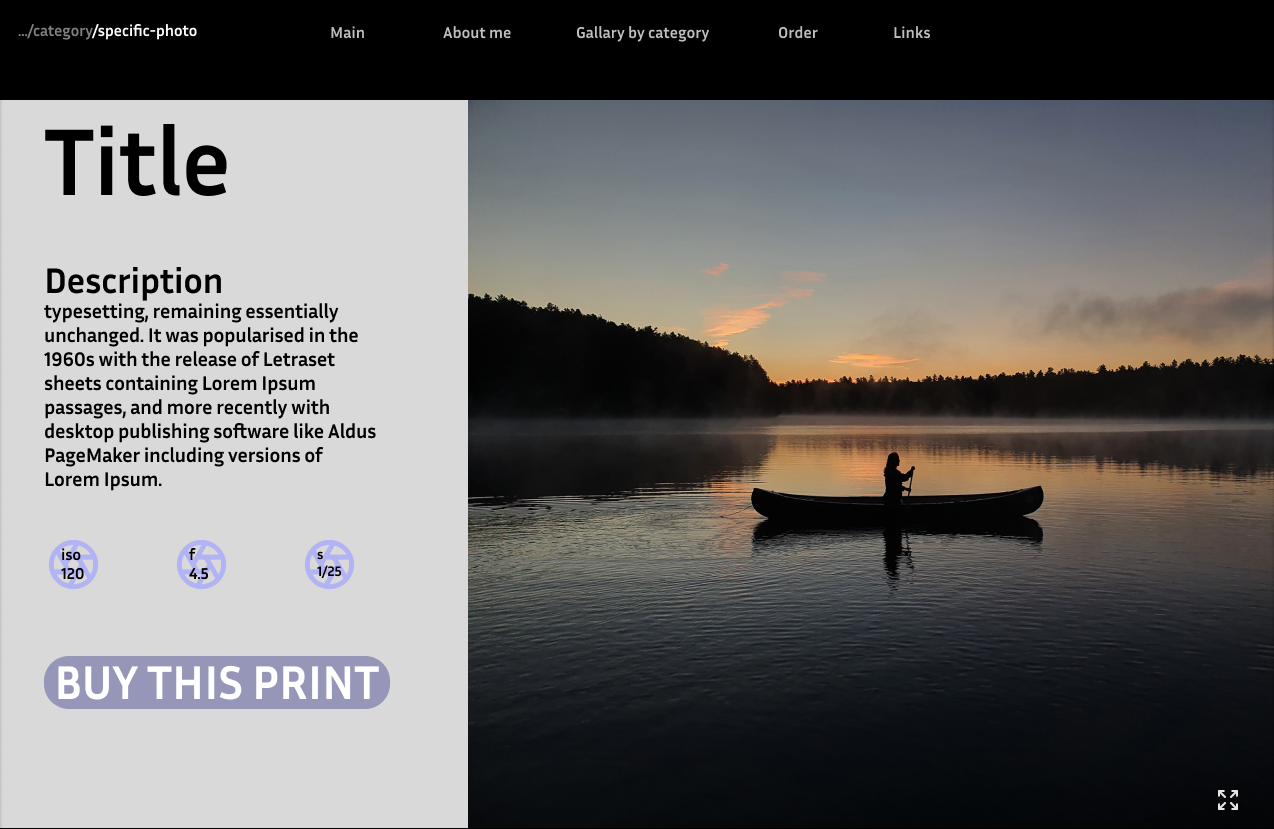 .../category/specific-photo
Main
About me
Gallary by category
Order
Links
Title
Description
typesetting, remaining essentially
unchanged. It was popularised in the
1960s with the release of Letraset
sheets containing Lorem Ipsum
passages, and more recently with
desktop publishing software like Aldus
PageMaker including versions of
Lorem Ipsum.
iso
120
f
4.5
s
1/25
BUY THIS PRINT